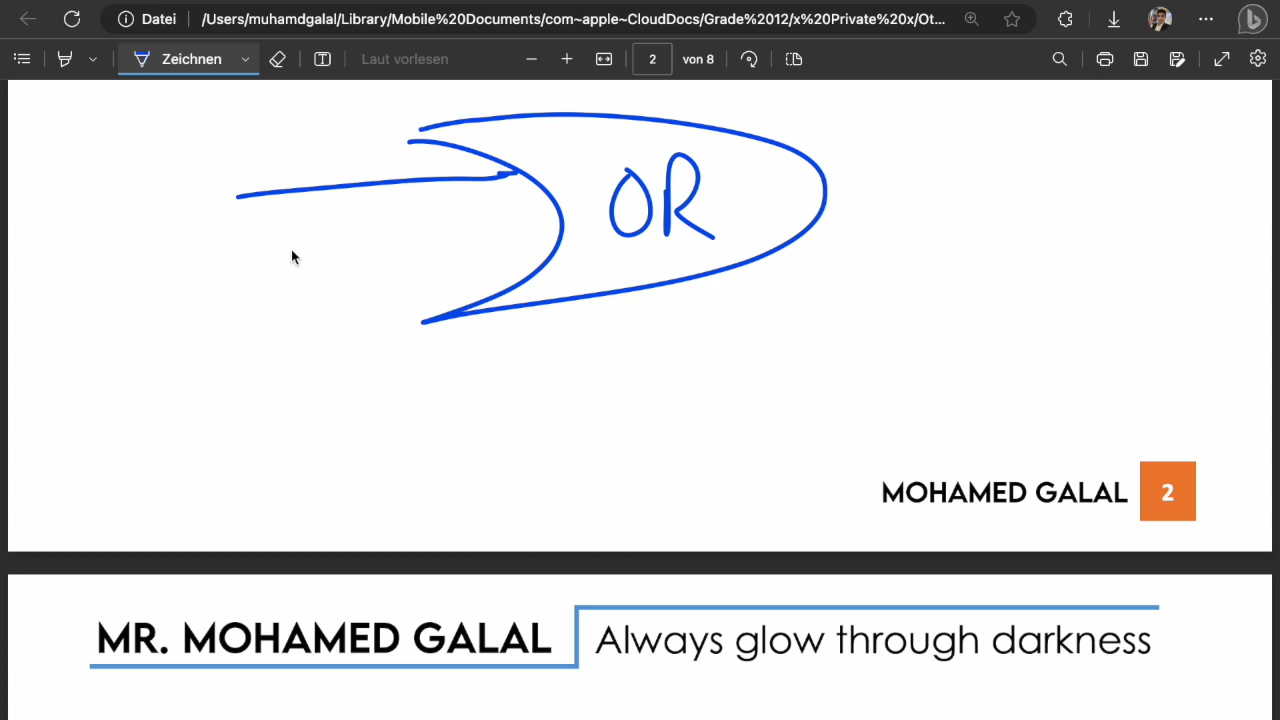 Datei /Users/muhamdgalal/Library/Mobile%20Documents/com~apple~CloudDocs/Grade%2012/x%20Private%20x/Ot...
Zeichnen Laut vorlesen 2 von 8
OR
MOHAMED GALAL 2
MR. MOHAMED GALAL Always glow through darkness